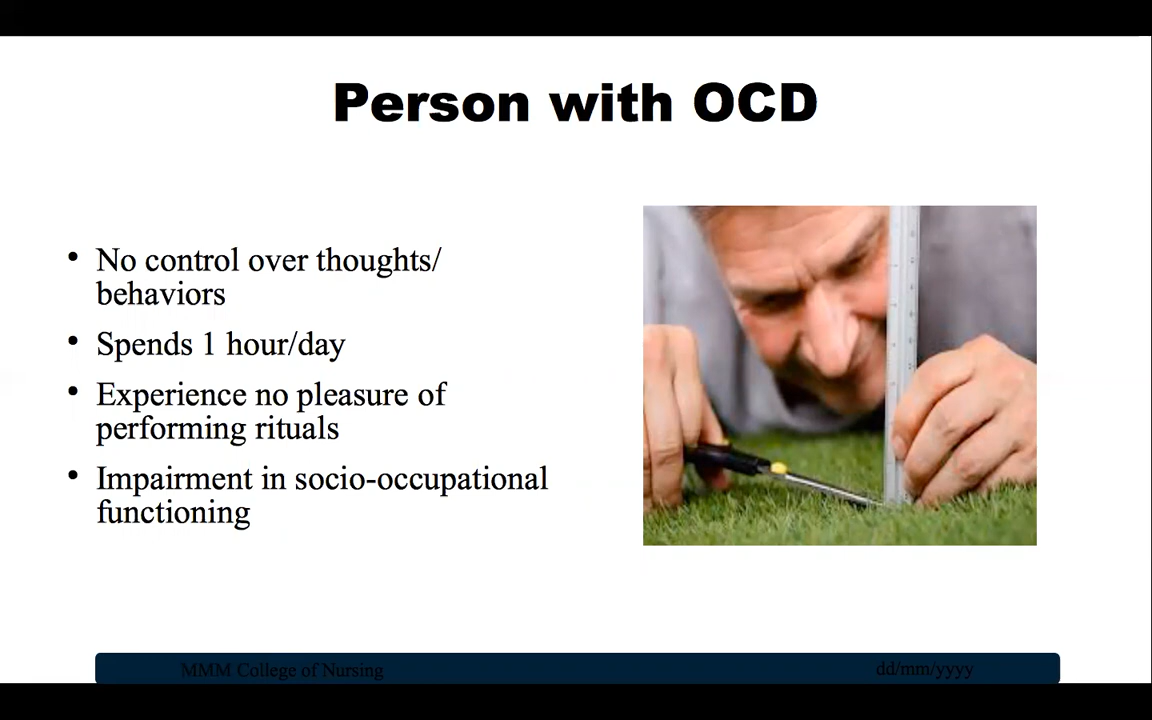 Person with OCD
• No control over thoughts/
behaviors
• Spends 1 hour/day
• Experience no pleasure of
performing rituals
• Impairment in socio-occupational
functioning
MMM College of Nursing
dd/mm/yyyy